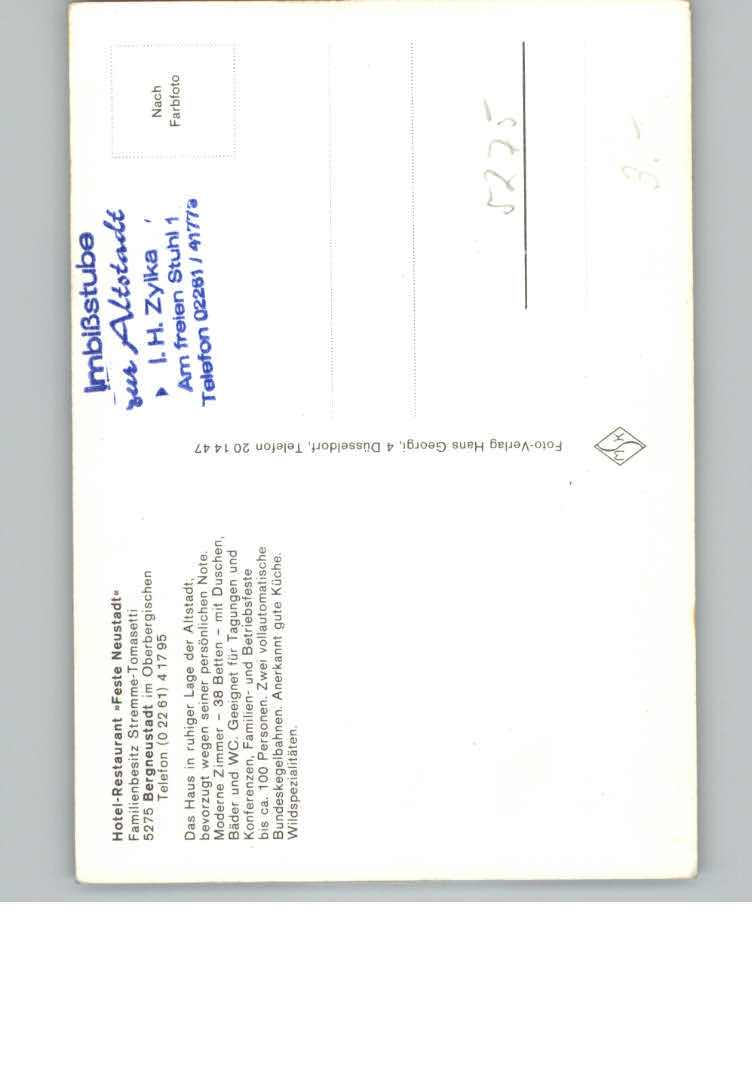 Hotel-Restaurant »Feste Neustadt«
Familienbesitz Stremme-Tomasetti
5275 Bergneustadt im Oberbergischen
Telefon (0 22 61) 4 17 95
Das Haus in ruhiger Lage der Altstadt,
bevorzugt wegen seiner persönlichen Note.
Moderne Zimmer – 38 Betten – mit Duschen,
Bäder und WC. Geeignet für Tagungen und
Konferenzen, Familien- und Betriebsfeste
bis ca. 100 Personen. Zwei vollautomatische
Bundeskegelbahnen. Anerkannt gute Küche.
Wildspezialitäten.
Foto-Verlag Hans Georgi, 4 Düsseldorf, Telefon 20 14 47
MSK
Imbißstube
zur Altstadt
I. H. Zylka
Am freien Stuhl 1
Telefon 02261 / 41773
Nach
Farbfoto
5275
3.-